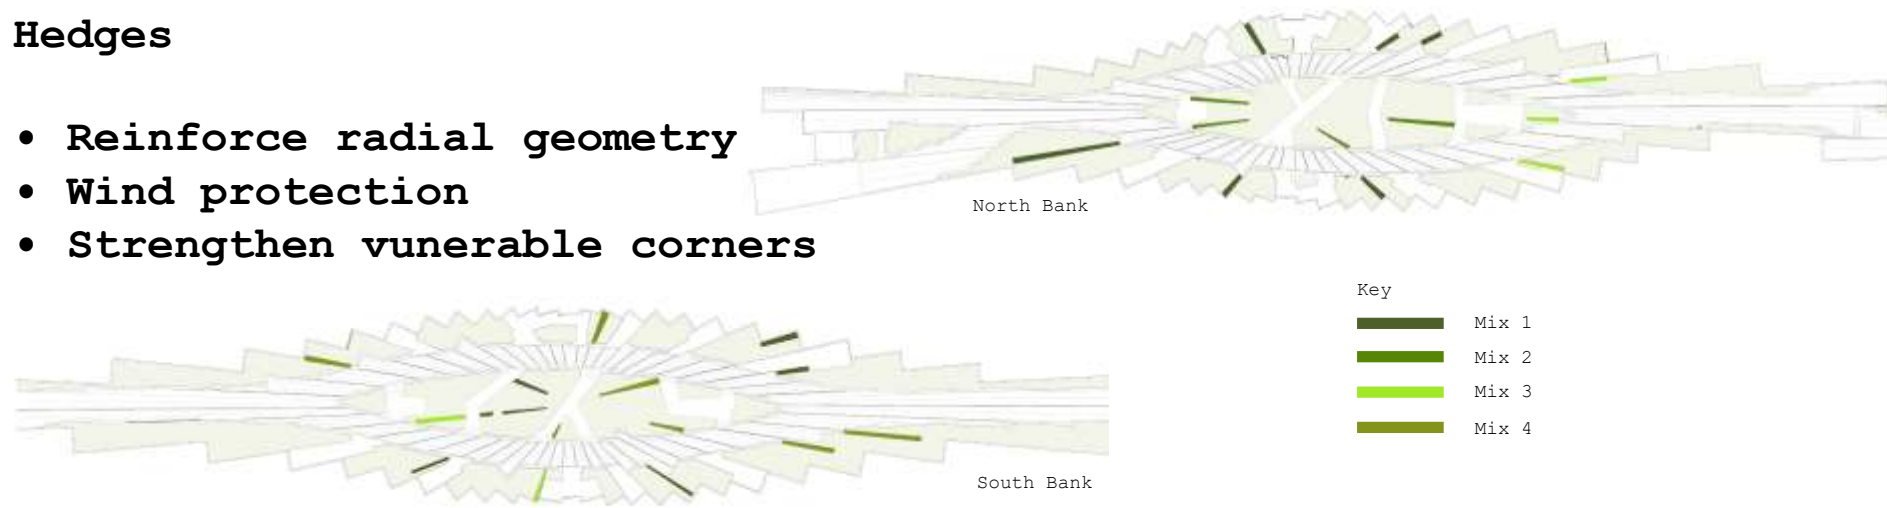 Hedges
• Reinforce radial geometry
• Wind protection
• Strengthen vunerable corners
North Bank
Key
Mix 1
Mix 2
Mix 3
Mix 4
South Bank